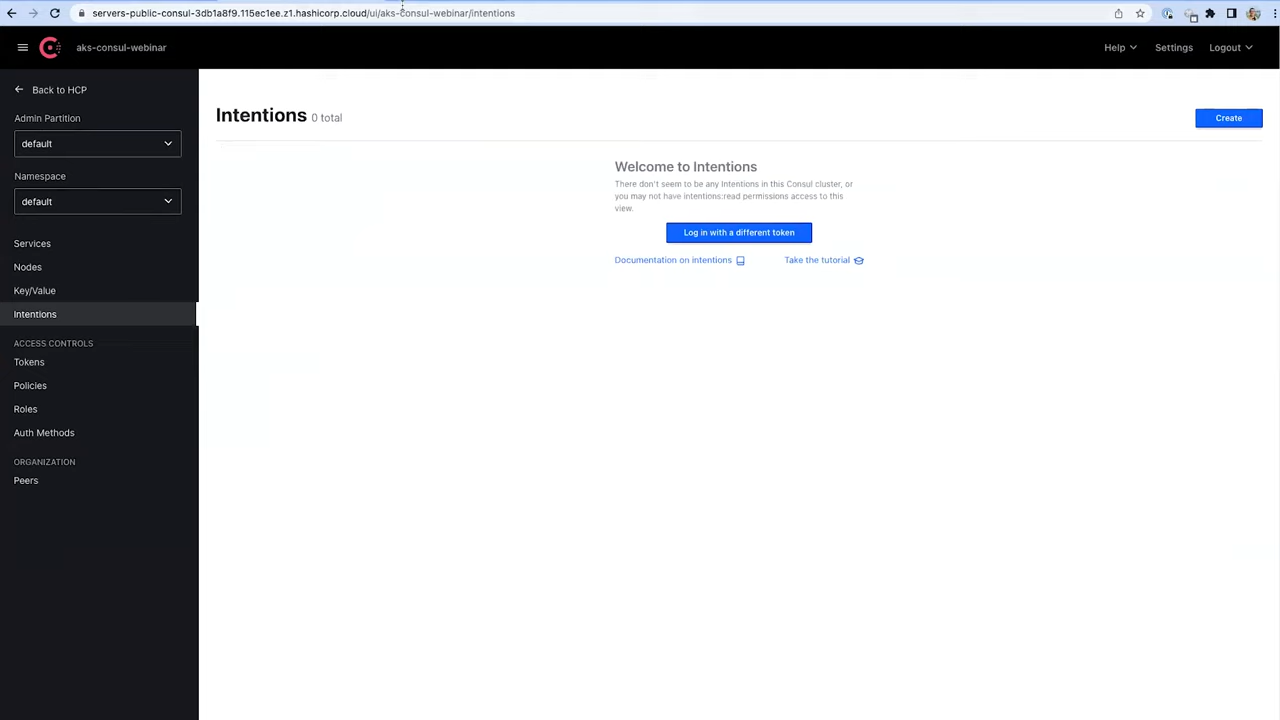 servers-public-consul-3db1a8f9.115ec1ee.z1.hashicorp.cloud/ui/aks-consul-webinar/intentions
aks-consul-webinar
Help
Settings
Logout
Back to HCP
Admin Partition
default
Namespace
default
Services
Nodes
Key/Value
Intentions
ACCESS CONTROLS
Tokens
Policies
Roles
Auth Methods
ORGANIZATION
Peers
Intentions 0 total
Create
Welcome to Intentions
There don't seem to be any Intentions in this Consul cluster, or
you may not have intentions:read permissions access to this
view.
Log in with a different token
Documentation on intentions
Take the tutorial